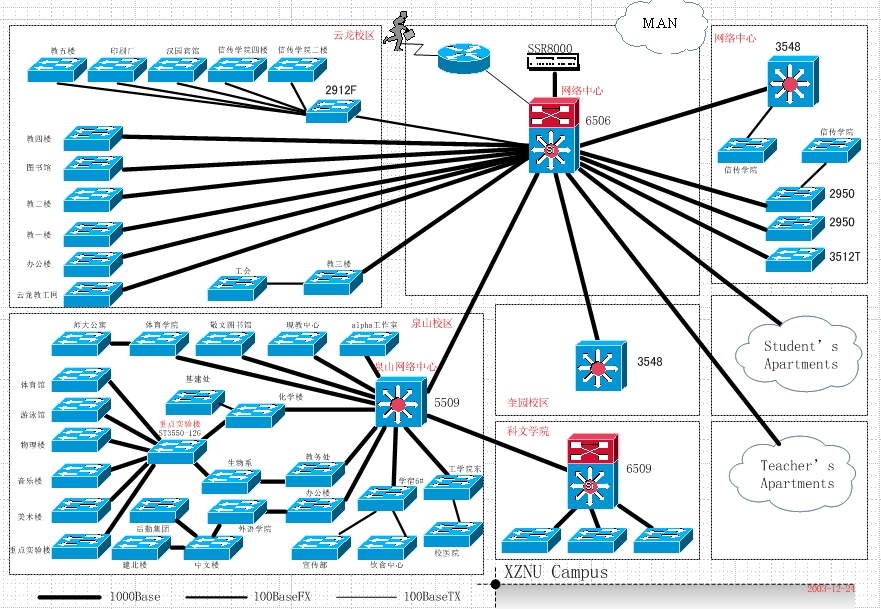 云龙校区
教五楼
印刷厂
汉园宾馆
信传学院四楼
信传学院二楼
2912F
教四楼
图书馆
教二楼
教一楼
办公楼
云龙教工网
工会
教三楼
SSR8000
MAN
网络中心
6506
网络中心
3548
信传学院
信传学院
2950
2950
3512T
Student's
Apartments
Teacher's
Apartments
泉山校区
师大公寓
体育学院
敬文图书馆
现教中心
alpha工作室
泉山网络中心
5509
体育馆
游泳馆
物理楼
音乐楼
美术楼
重点实验楼
基建处
化学楼
重点实验楼
ST3550-12G
生物系
教务处
办公楼
学宿6#
工学院东
后勤集团
外语学院
建北楼
中文楼
宣传部
饮食中心
校医院
3548
奎园校区
科文学院
6509
XZNU Campus
2003-12-24
1000Base
100BaseFX
100BaseTX